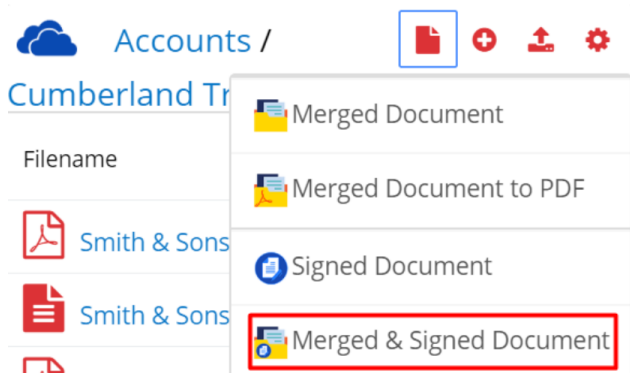 Accounts /
Cumberland Tr
Merged Document
Filename
Merged Document to PDF
Smith & Sons
Signed Document
Smith & Sons
Merged & Signed Document